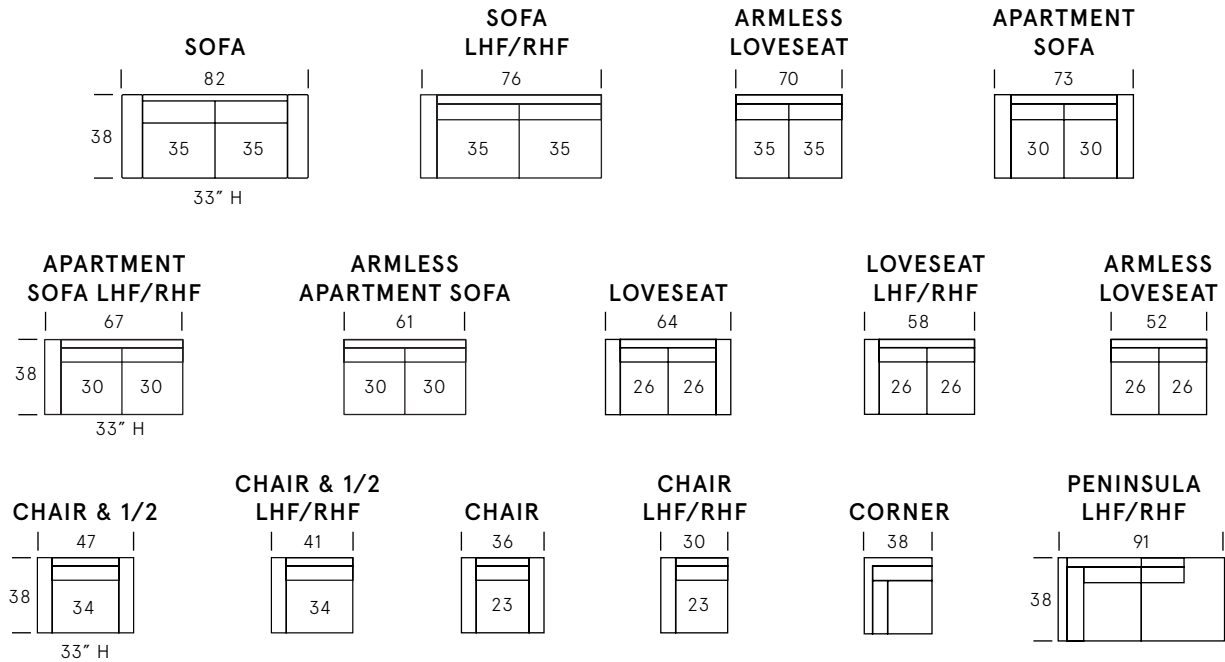 SOFA
82
38
35 35
33″ H
SOFA
LHF/RHF
76
35 35
ARMLESS
LOVESEAT
70
35 35
APARTMENT
SOFA
73
30 30
APARTMENT
SOFA LHF/RHF
67
38
30 30
33″ H
ARMLESS
APARTMENT SOFA
61
30 30
LOVESEAT
64
26 26
LOVESEAT
LHF/RHF
58
26 26
ARMLESS
LOVESEAT
52
26 26
CHAIR & 1/2
47
38
34
33″ H
CHAIR & 1/2
LHF/RHF
41
34
CHAIR
36
23
CHAIR
LHF/RHF
30
23
CORNER
38
PENINSULA
LHF/RHF
91
38